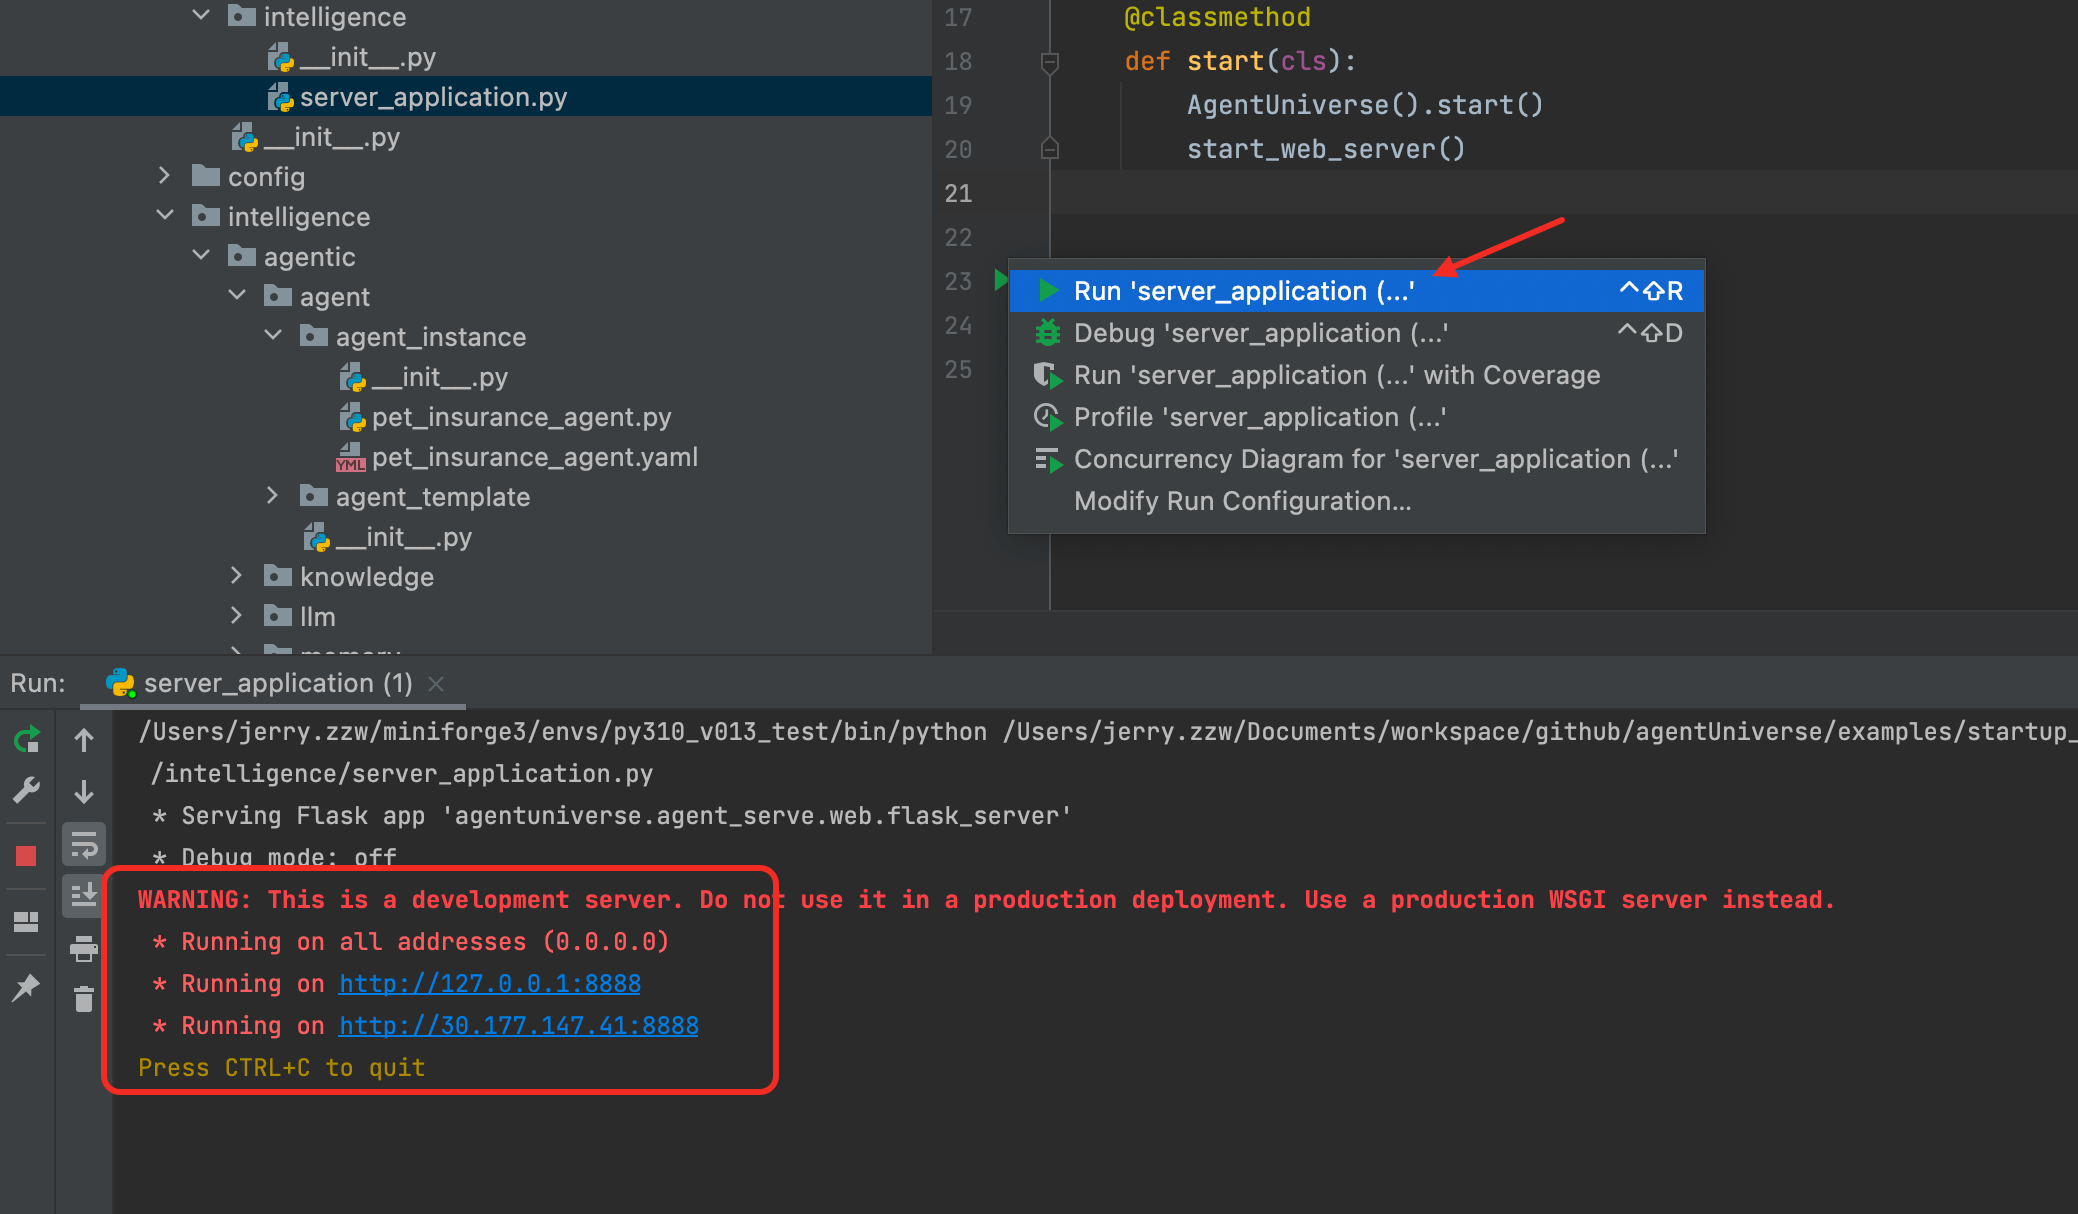 intelligence
__init__.py
server_application.py
__init__.py
config
intelligence
agentic
agent
agent_instance
__init__.py
pet_insurance_agent.py
YML pet_insurance_agent.yaml
agent_template
__init__.py
knowledge
llm
memory
17 @classmethod
18 def start(cls):
19 AgentUniverse().start()
20 start_web_server()
21
22
23
24
25
Run 'server_application (...' ^⇧R
Debug 'server_application (...' ^⇧D
Run 'server_application (...' with Coverage
Profile 'server_application (...'
Concurrency Diagram for 'server_application (...'
Modify Run Configuration...
Run: server_application (1)
/Users/jerry.zzw/miniforge3/envs/py310_v013_test/bin/python /Users/jerry.zzw/Documents/workspace/github/agentUniverse/examples/startup_
/intelligence/server_application.py
* Serving Flask app 'agentuniverse.agent_serve.web.flask_server'
* Debug mode: off
WARNING: This is a development server. Do not use it in a production deployment. Use a production WSGI server instead.
* Running on all addresses (0.0.0.0)
* Running on http://127.0.0.1:8888
* Running on http://30.177.147.41:8888
Press CTRL+C to quit